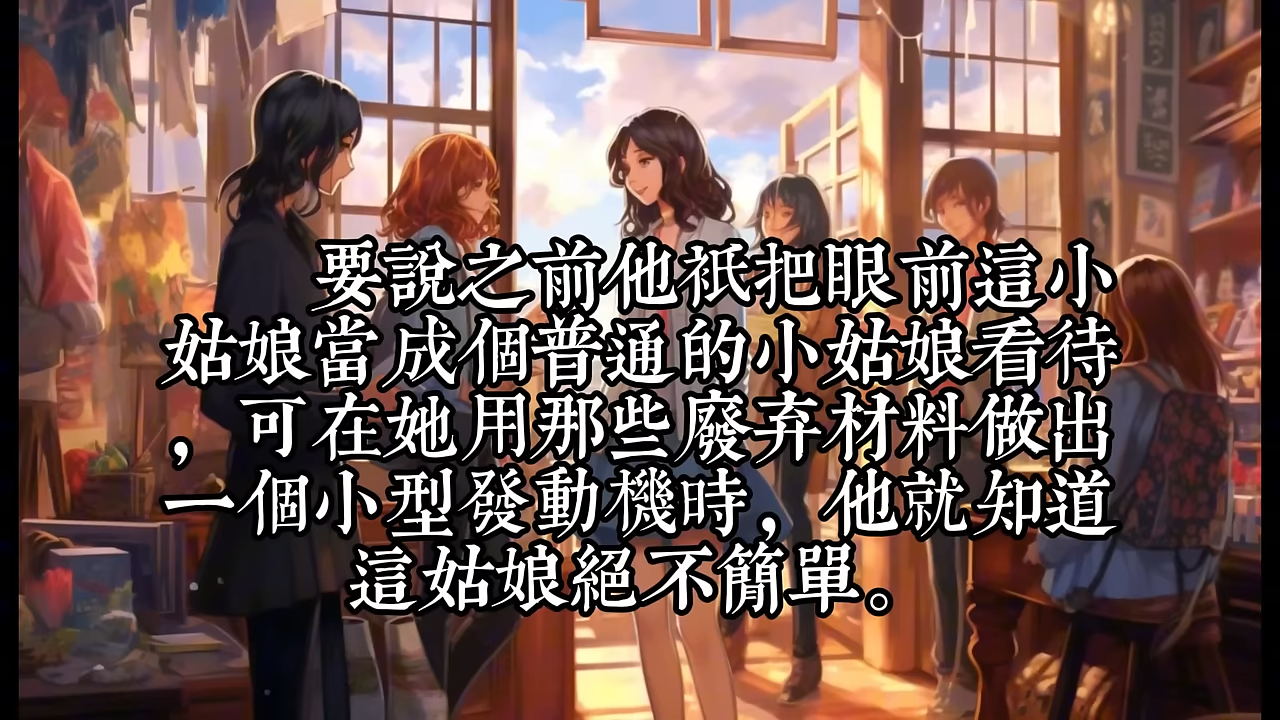 要說之前他祇把眼前這小
姑娘當成個普通的小姑娘看待
，可在她用那些廢弃材料做出
一個小型發動機時，他就知道
這姑娘絕不簡單。